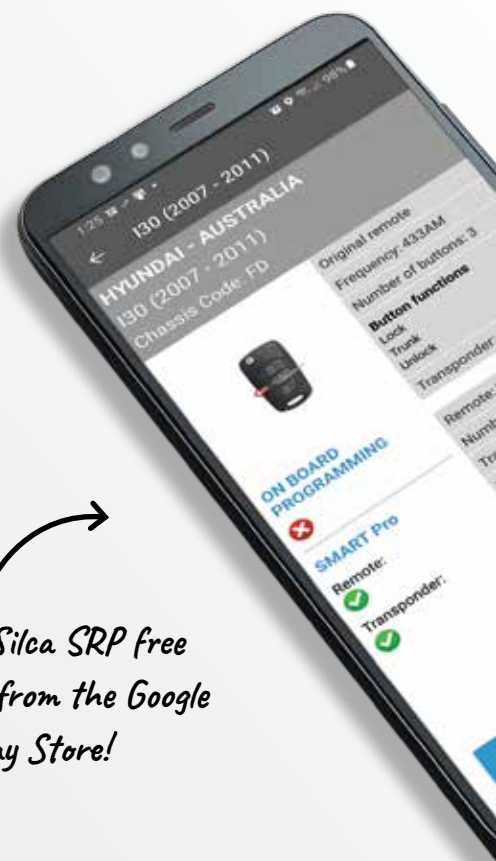 1:25
98%
I30 (2007 - 2011)
HYUNDAI - AUSTRALIA
I30 (2007 - 2011)
Chassis Code: FD
Original remote
Frequency: 433AM
Number of buttons: 3
Button functions
Lock
Trunk
Unlock
Transponder
Remote:
ON BOARD
PROGRAMMING
SMART Pro
Remote:
Transponder:
Silca SRP free
from the Google
Store!